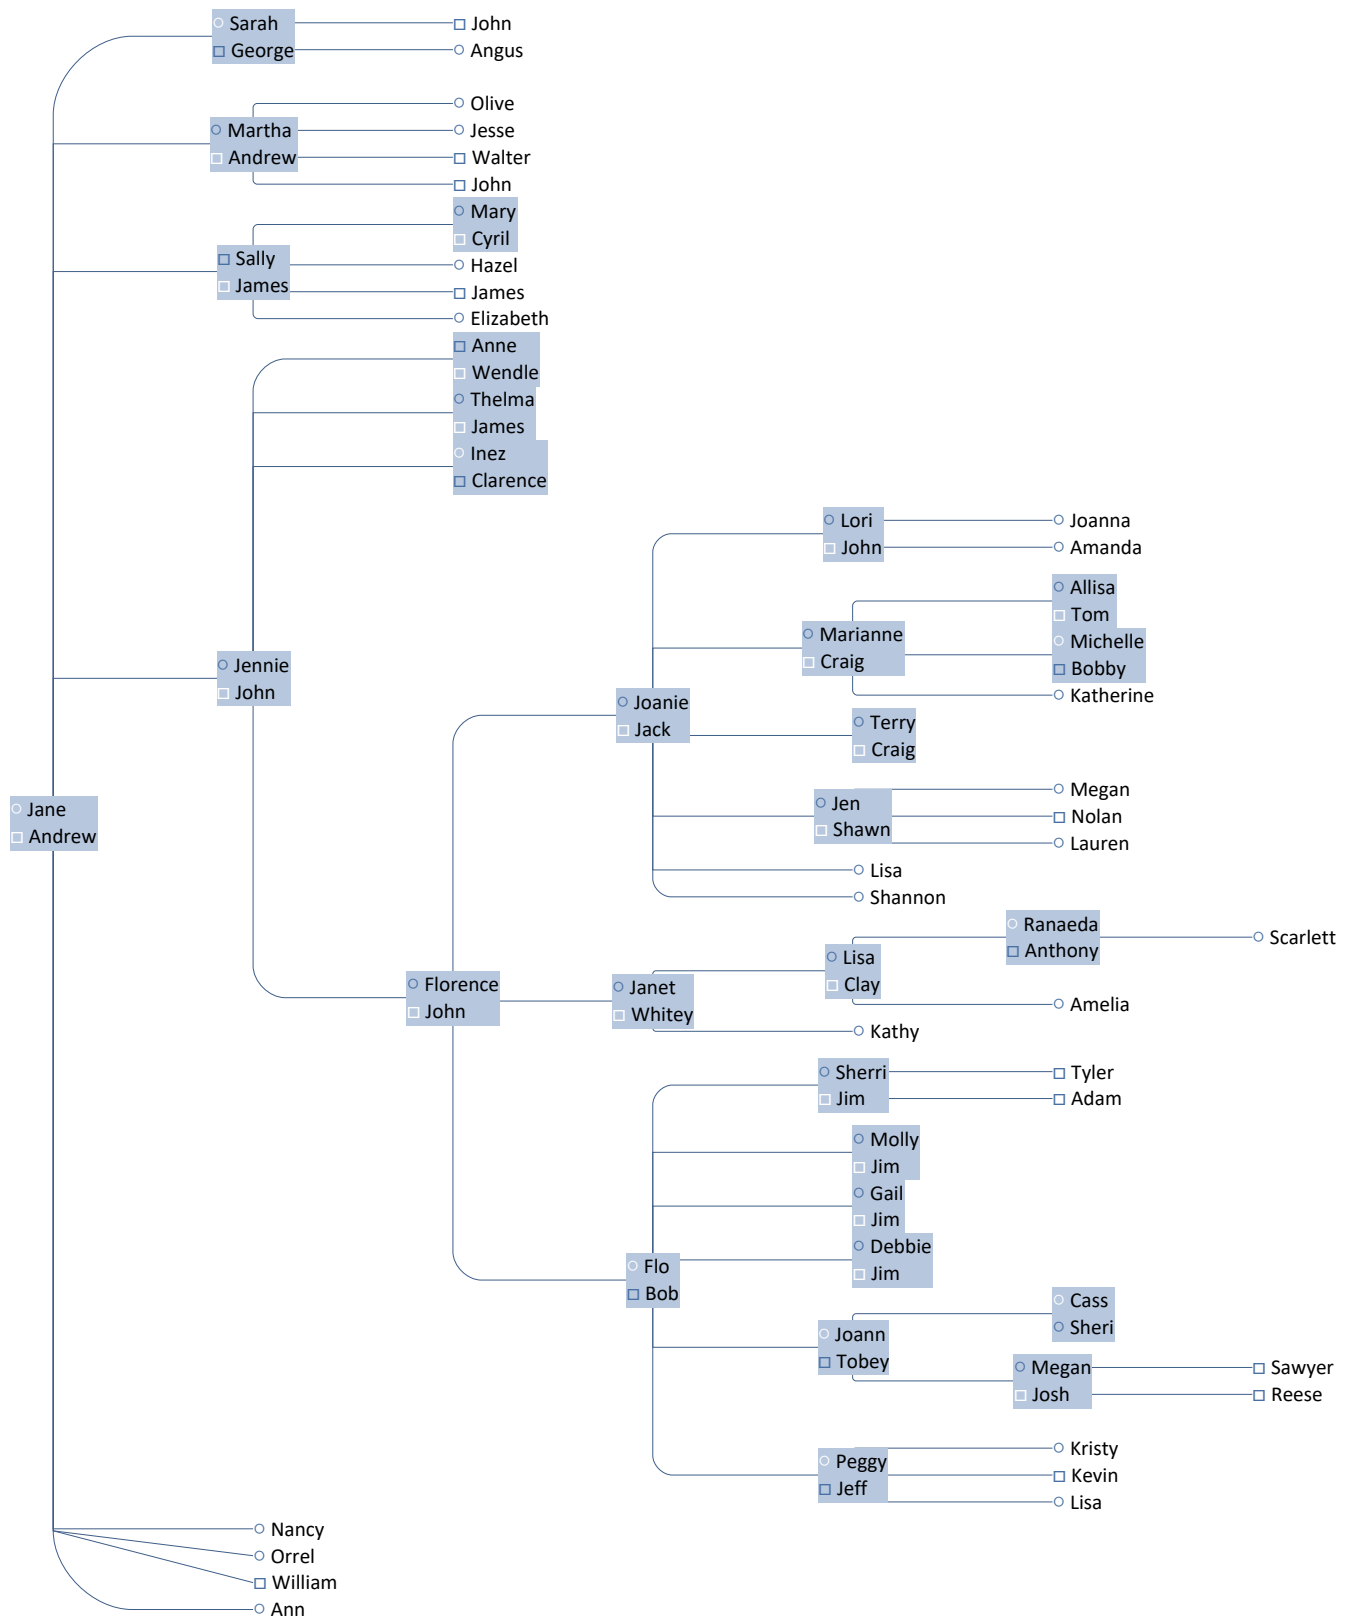 Sarah
George
John
Angus
Martha
Andrew
Olive
Jesse
Walter
John
Sally
James
Mary
Cyril
Hazel
James
Elizabeth
Anne
Wendle
Thelma
James
Inez
Clarence
Jennie
John
Jane
Andrew
Florence
John
Joanie
Jack
Lori
John
Joanna
Amanda
Marianne
Craig
Allisa
Tom
Michelle
Bobby
Katherine
Terry
Craig
Jen
Shawn
Megan
Nolan
Lauren
Lisa
Shannon
Janet
Whitey
Lisa
Clay
Ranaeda
Anthony
Scarlett
Amelia
Kathy
Flo
Bob
Sherri
Jim
Tyler
Adam
Molly
Jim
Gail
Jim
Debbie
Jim
Joann
Tobey
Cass
Sheri
Megan
Josh
Sawyer
Reese
Peggy
Jeff
Kristy
Kevin
Lisa
Nancy
Orrel
William
Ann